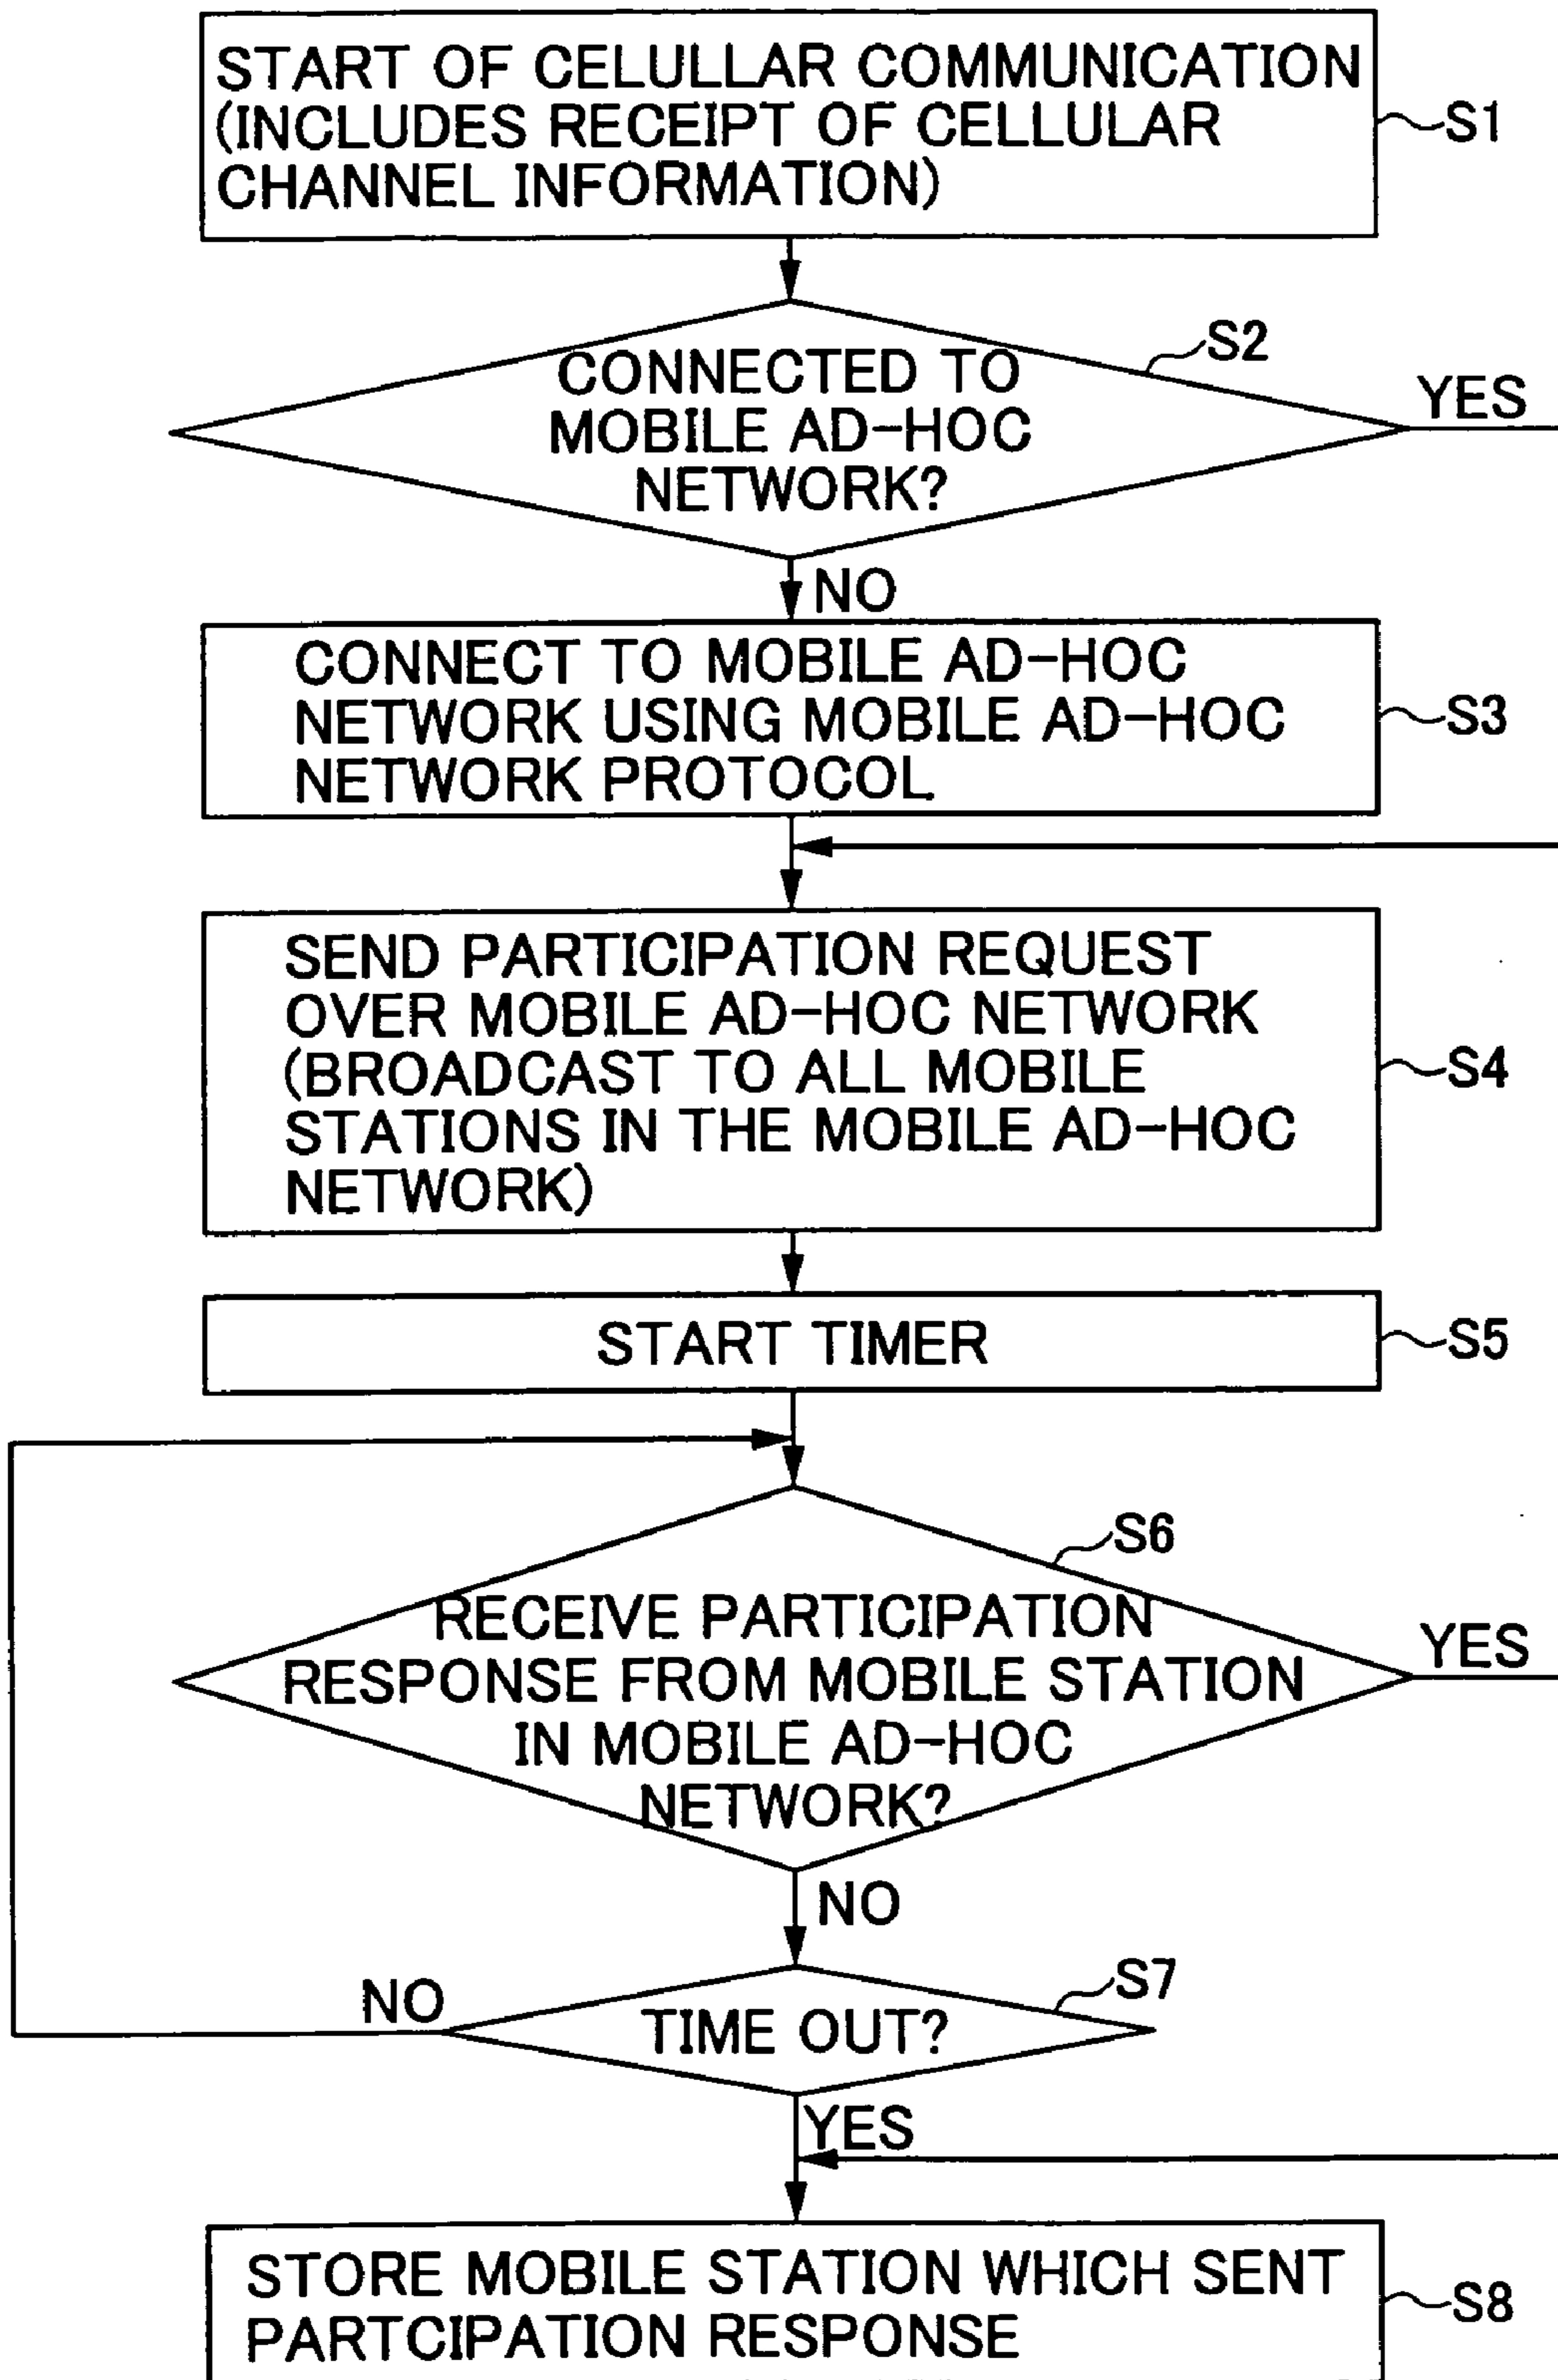 START OF CELULLAR COMMUNICATION
(INCLUDES RECEIPT OF CELLULAR
CHANNEL INFORMATION)
S1
S2
CONNECTED TO
MOBILE AD-HOC
NETWORK?
YES
NO
CONNECT TO MOBILE AD-HOC
NETWORK USING MOBILE AD-HOC
NETWORK PROTOCOL
S3
SEND PARTICIPATION REQUEST
OVER MOBILE AD-HOC NETWORK
(BROADCAST TO ALL MOBILE
STATIONS IN THE MOBILE AD-HOC
NETWORK)
S4
START TIMER
S5
S6
RECEIVE PARTICIPATION
RESPONSE FROM MOBILE STATION
IN MOBILE AD-HOC
NETWORK?
YES
NO
S7
NO
TIME OUT?
YES
STORE MOBILE STATION WHICH SENT
PARTCIPATION RESPONSE
S8